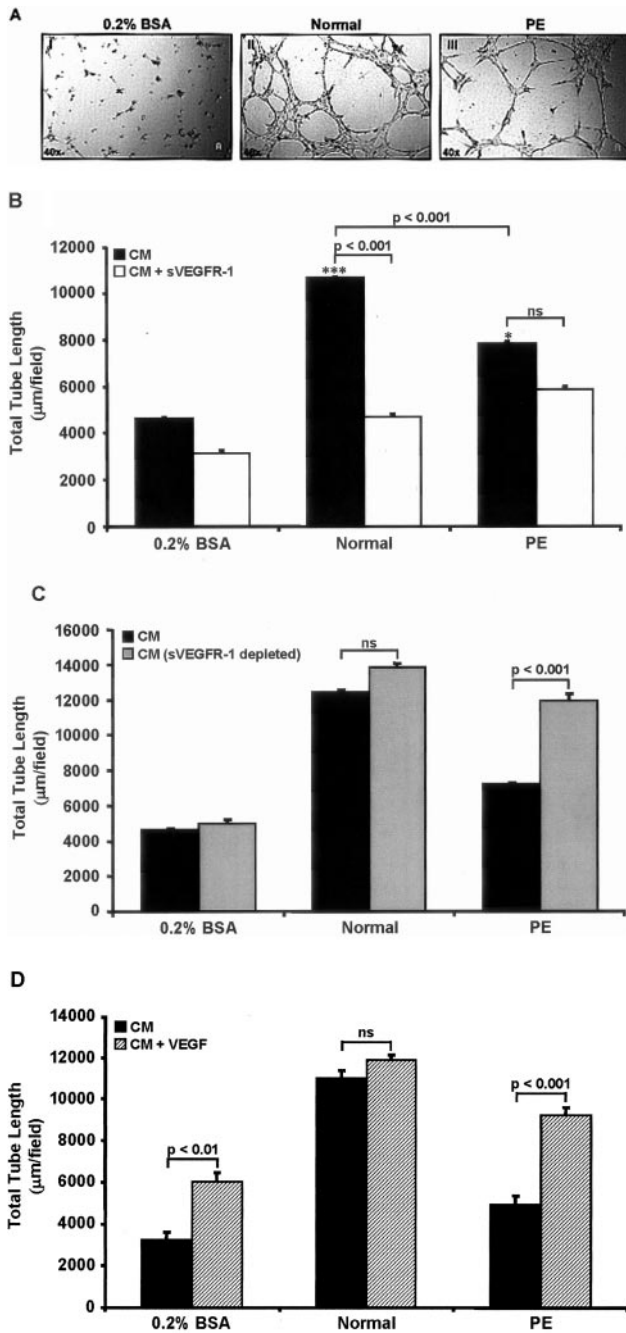 A
0.2% BSA
Normal
PE
40x
II
40x
III
40x
B
p < 0.001
p < 0.001
ns
CM
CM + sVEGFR-1
***
*
Total Tube Length
(μm/field)
12000
10000
8000
6000
4000
2000
0
0.2% BSA
Normal
PE
C
CM
CM (sVEGFR-1 depleted)
ns
p < 0.001
Total Tube Length
(μm/field)
16000
14000
12000
10000
8000
6000
4000
2000
0
0.2% BSA
Normal
PE
D
CM
CM + VEGF
ns
p < 0.001
p < 0.01
Total Tube Length
(μm/field)
14000
12000
10000
8000
6000
4000
2000
0
0.2% BSA
Normal
PE